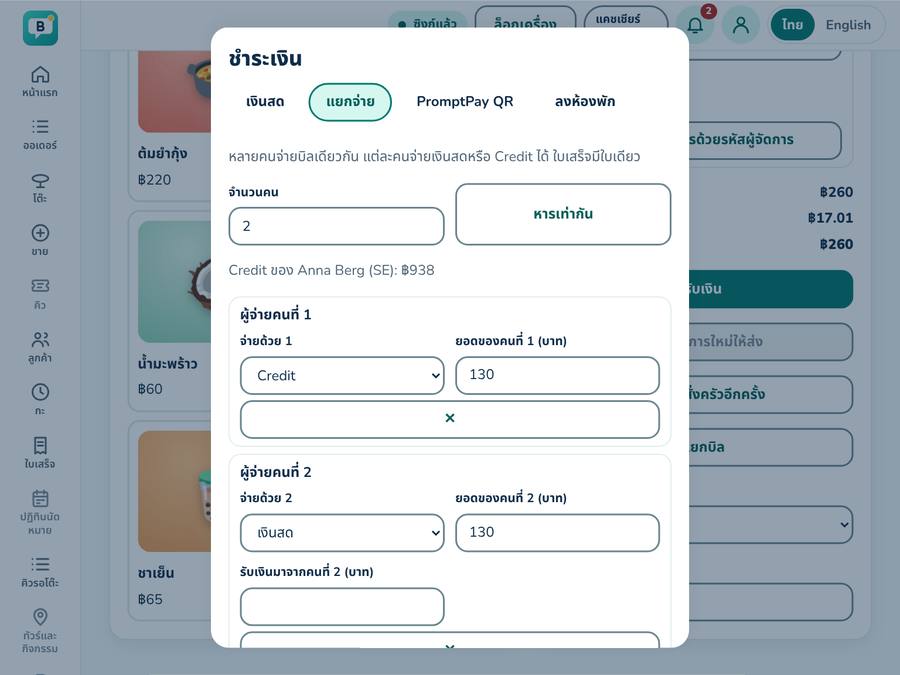 B
ซิงก์แล้ว
ล็อกเครื่อง
แคชเชียร์
2
ไทย
English
หน้าแรก
ออเดอร์
โต๊ะ
ขาย
คิว
ลูกค้า
กะ
ใบเสร็จ
ปฏิทินนัด
หมาย
คิวรอโต๊ะ
ทัวร์และ
กิจกรรม
ต้มยำกุ้ง
฿220
น้ำมะพร้าว
฿60
ชาเย็น
฿65
ชำระเงิน
เงินสด
แยกจ่าย
PromptPay QR
ลงห้องพัก
หลายคนจ่ายบิลเดียวกัน แต่ละคนจ่ายเงินสดหรือ Credit ได้ ใบเสร็จมีใบเดียว
จำนวนคน
2
หารเท่ากัน
Credit ของ Anna Berg (SE): ฿938
ผู้จ่ายคนที่ 1
จ่ายด้วย 1
ยอดของคนที่ 1 (บาท)
Credit
130
×
ผู้จ่ายคนที่ 2
จ่ายด้วย 2
ยอดของคนที่ 2 (บาท)
เงินสด
130
รับเงินมาจากคนที่ 2 (บาท)
ด้วยรหัสผู้จัดการ
฿260
฿17.01
฿260
รับเงิน
การใหม่ให้ส่ง
สั่งครัวอีกครั้ง
แยกบิล